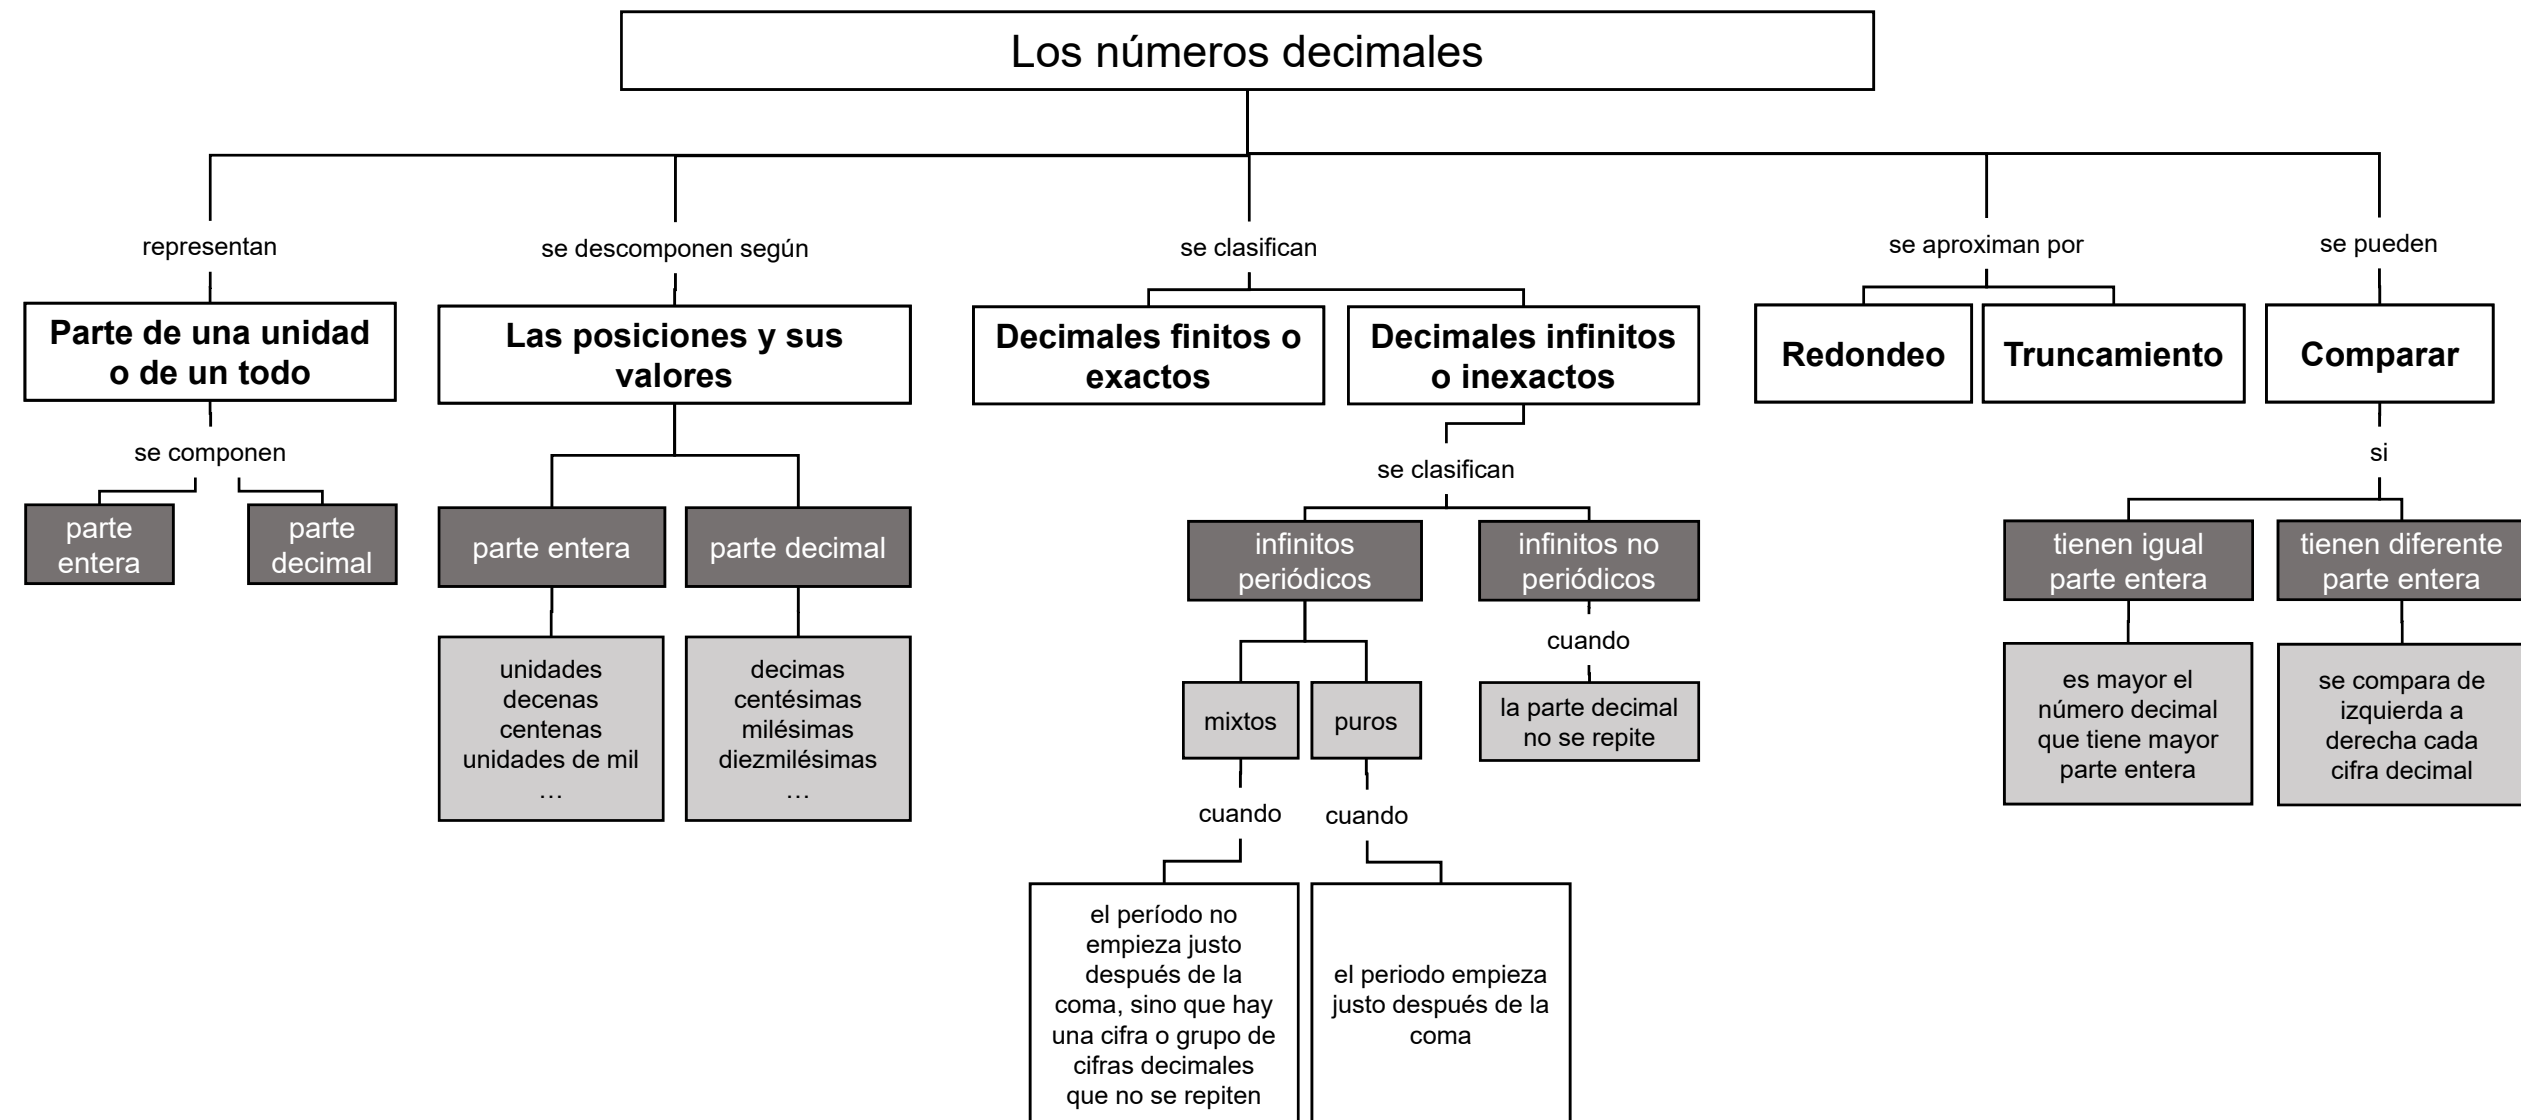 Los números decimales
representan
Parte de una unidad
o de un todo
se componen
parte
entera
parte
decimal
se descomponen según
Las posiciones y sus
valores
parte entera
unidades
decenas
centenas
unidades de mil
…
parte decimal
decimas
centésimas
milésimas
diezmilésimas
…
se clasifican
Decimales finitos o
exactos
Decimales infinitos
o inexactos
se clasifican
infinitos
periódicos
mixtos
cuando
el período no
empieza justo
después de la
coma, sino que hay
una cifra o grupo de
cifras decimales
que no se repiten
puros
cuando
el periodo empieza
justo después de la
coma
infinitos no
periódicos
cuando
la parte decimal
no se repite
se aproximan por
Redondeo
Truncamiento
se pueden
Comparar
si
tienen igual
parte entera
es mayor el
número decimal
que tiene mayor
parte entera
tienen diferente
parte entera
se compara de
izquierda a
derecha cada
cifra decimal